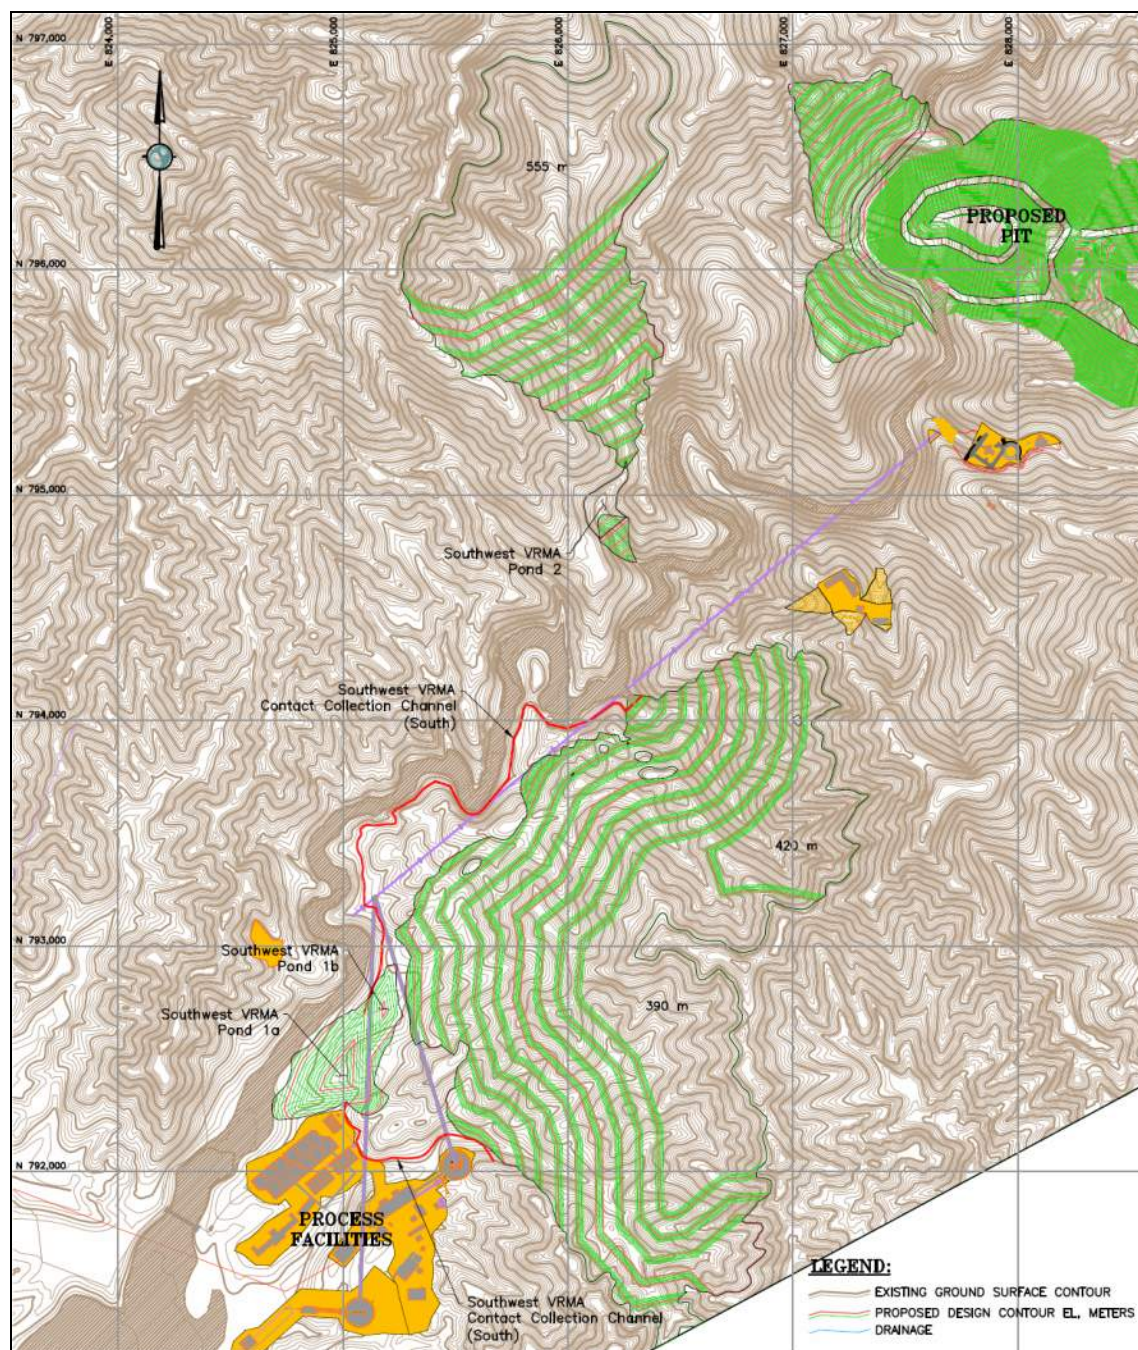 E 824,000
E 825,000
E 826,000
E 827,000
E 828,000
N 797,000
555 m
PROPOSED
PIT
N 796,000
N 795,000
Southwest VRMA
Pond 2
Southwest VRMA
Contact Collection Channel
(South)
N 794,000
420 m
N 793,000
Southwest VRMA
Pond 1b
390 m
Southwest VRMA
Pond 1a
N 792,000
PROCESS
FACILITIES
LEGEND:
EXISTING GROUND SURFACE CONTOUR
PROPOSED DESIGN CONTOUR EL, METERS
DRAINAGE
Southwest VRMA
Contact Collection Channel
(South)